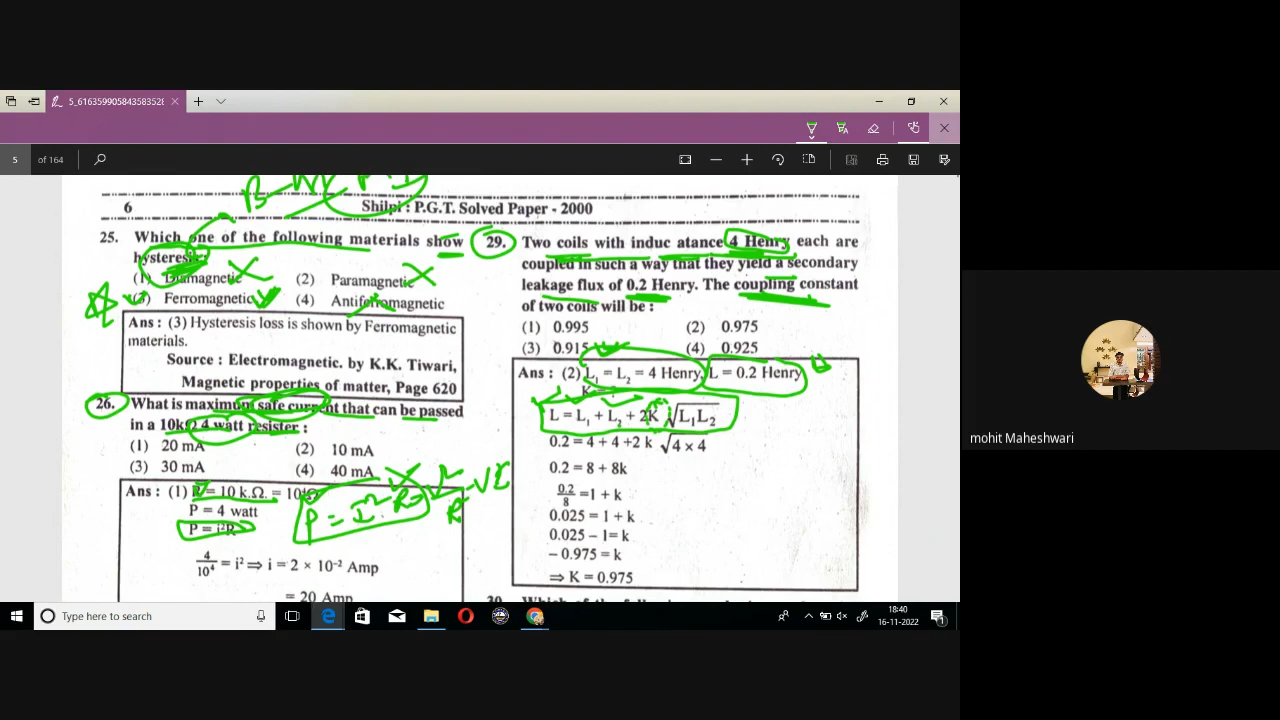 5_6163599058435835​28
5
of 164
B-
6
Shilpi : P.G.T. Solved Paper - 2000
25. Which one of the following materials show
hysteresis
(1) Diamagnetic
(2) Paramagnetic
(3) Ferromagnetic
(4) Antiferromagnetic
Ans : (3) Hysteresis loss is shown by Ferromagnetic
materials.
Source : Electromagnetic. by K.K. Tiwari,
Magnetic properties of matter, Page 620
26. What is maximum safe current that can be passed
in a 10kΩ 4 watt resister :
(1) 20 mA
(2) 10 mA
(3) 30 mA
(4) 40 mA
Ans : (1) R = 10 k.Ω. = 10⁴Ω
P = 4 watt
P = i²R
P = I²R
4/10⁴ = i² ⇒ i = 2 × 10⁻² Amp
= 20 Amp
29. Two coils with induc atance 4 Henry each are
coupled in such a way that they yield a secondary
leakage flux of 0.2 Henry. The coupling constant
of two coils will be :
(1) 0.995
(2) 0.975
(3) 0.915
(4) 0.925
Ans : (2) L₁ = L₂ = 4 Henry, L = 0.2 Henry
K = ?
L = L₁ + L₂ + 2K √L₁L₂
0.2 = 4 + 4 +2 k √4 × 4
0.2 = 8 + 8k
0.2/8 =1 + k
0.025 = 1 + k
0.025 – 1= k
– 0.975 = k
⇒ K = 0.975
mohit Maheshwari
Type here to search
18:40
16-11-2022
1